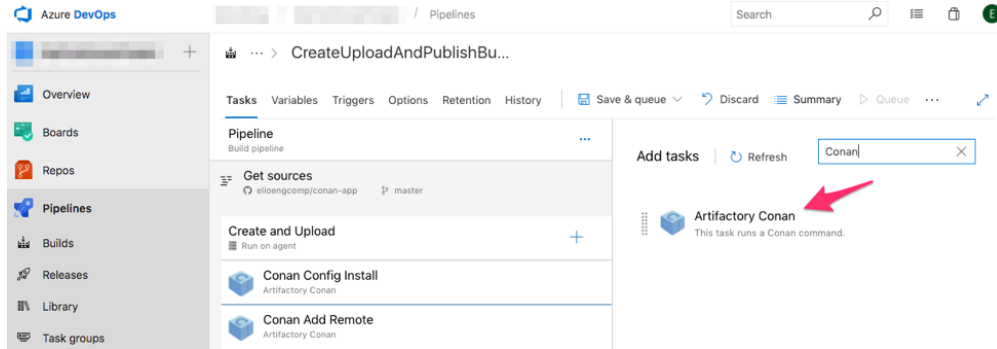 Azure DevOps
/ Pipelines
Search
E
... > CreateUploadAndPublishBu...
Overview
Boards
Repos
Pipelines
Builds
Releases
Library
Task groups
Tasks Variables Triggers Options Retention History
Save & queue Discard Summary Queue ...
Pipeline
Build pipeline
...
Get sources
elioengcomp/conan-app master
Create and Upload
Run on agent
Conan Config Install
Artifactory Conan
Conan Add Remote
Artifactory Conan
Add tasks Refresh Conan
Artifactory Conan
This task runs a Conan command.